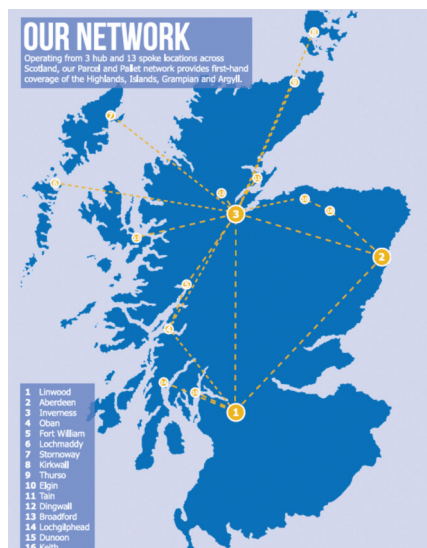 OUR NETWORK
Operating from 3 hub and 13 spoke locations across
Scotland, our Parcel and Pallet network provides first-hand
coverage of the Highlands, Islands, Grampian and Argyll.
3
2
1
1 Linwood
2 Aberdeen
3 Inverness
4 Oban
5 Fort William
6 Lochmaddy
7 Stornoway
8 Kirkwall
9 Thurso
10 Elgin
11 Tain
12 Dingwall
13 Broadford
14 Lochgilphead
15 Dunoon
16 Keith